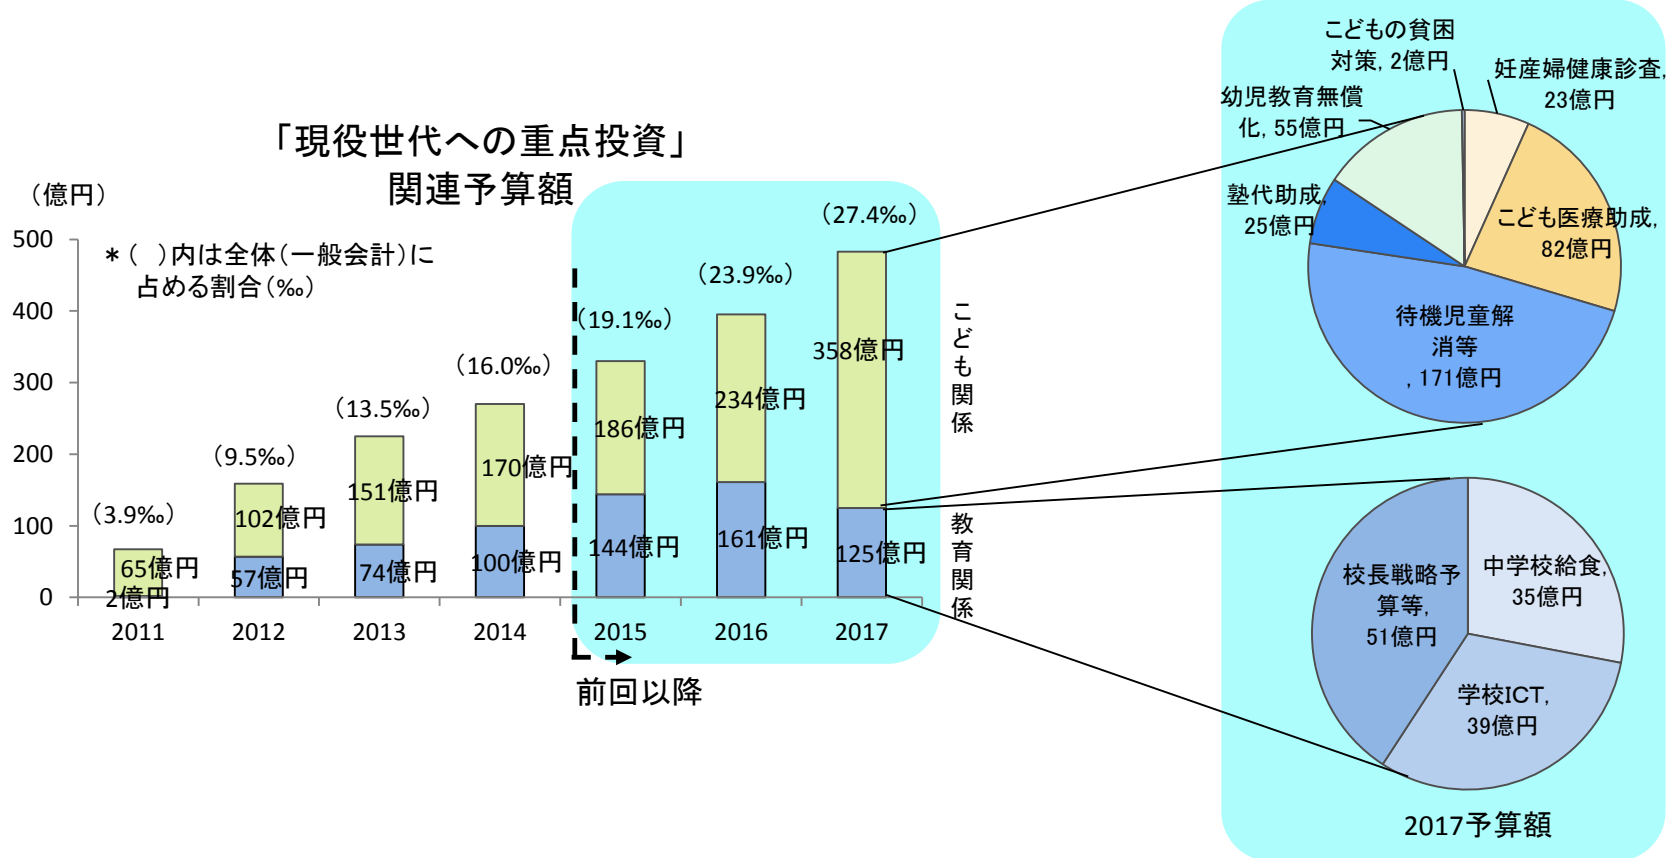 「現役世代への重点投資」
関連予算額
（億円）
500
400
300
200
100
0
＊（　）内は全体（一般会計）に
占める割合（‰）
（3.9‰）
（9.5‰）
（13.5‰）
（16.0‰）
（19.1‰）
（23.9‰）
（27.4‰）
65億円
2億円
102億円
57億円
151億円
74億円
170億円
100億円
186億円
144億円
234億円
161億円
358億円
125億円
2011
2012
2013
2014
2015
2016
2017
前回以降
こども関係
教育関係
こどもの貧困
対策, 2億円
妊産婦健康診査,
23億円
幼児教育無償
化, 55億円
塾代助成,
25億円
こども医療助成,
82億円
待機児童解
消等
, 171億円
校長戦略予
算等,
51億円
中学校給食,
35億円
学校ICT,
39億円
2017予算額